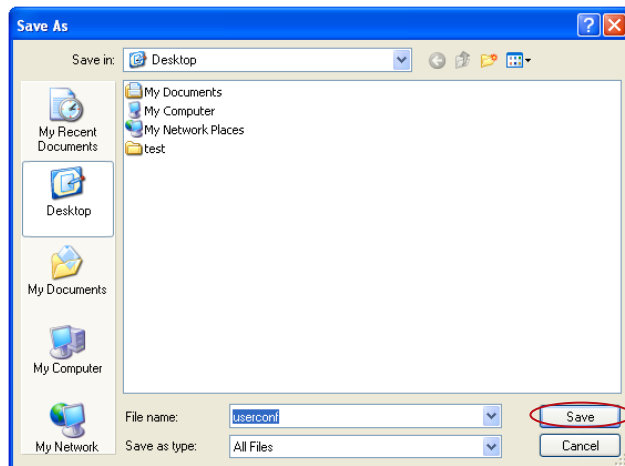 Save As
Save in: Desktop
My Recent
Documents
Desktop
My Documents
My Computer
My Network
My Documents
My Computer
My Network Places
test
File name: userconf Save
Save as type: All Files Cancel